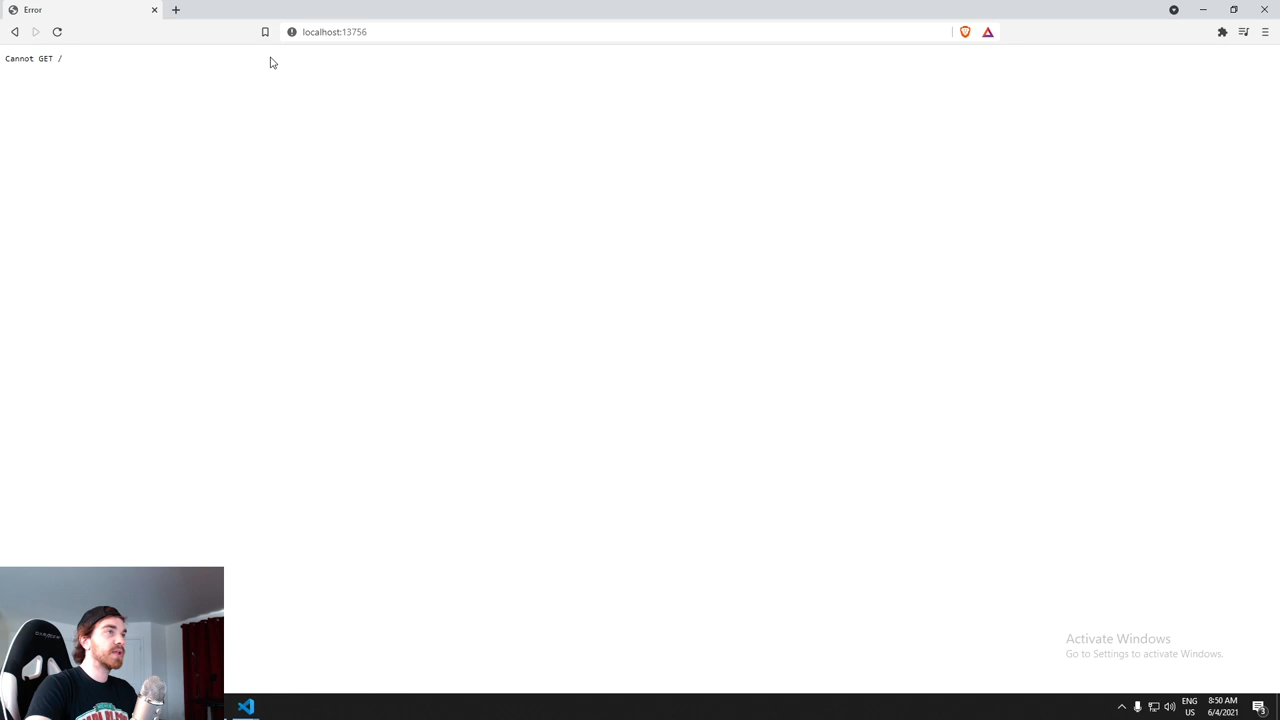 Error
localhost:13756
Cannot GET /
Activate Windows
Go to Settings to activate Windows.
ENG
US
8:50 AM
6/4/2021
3